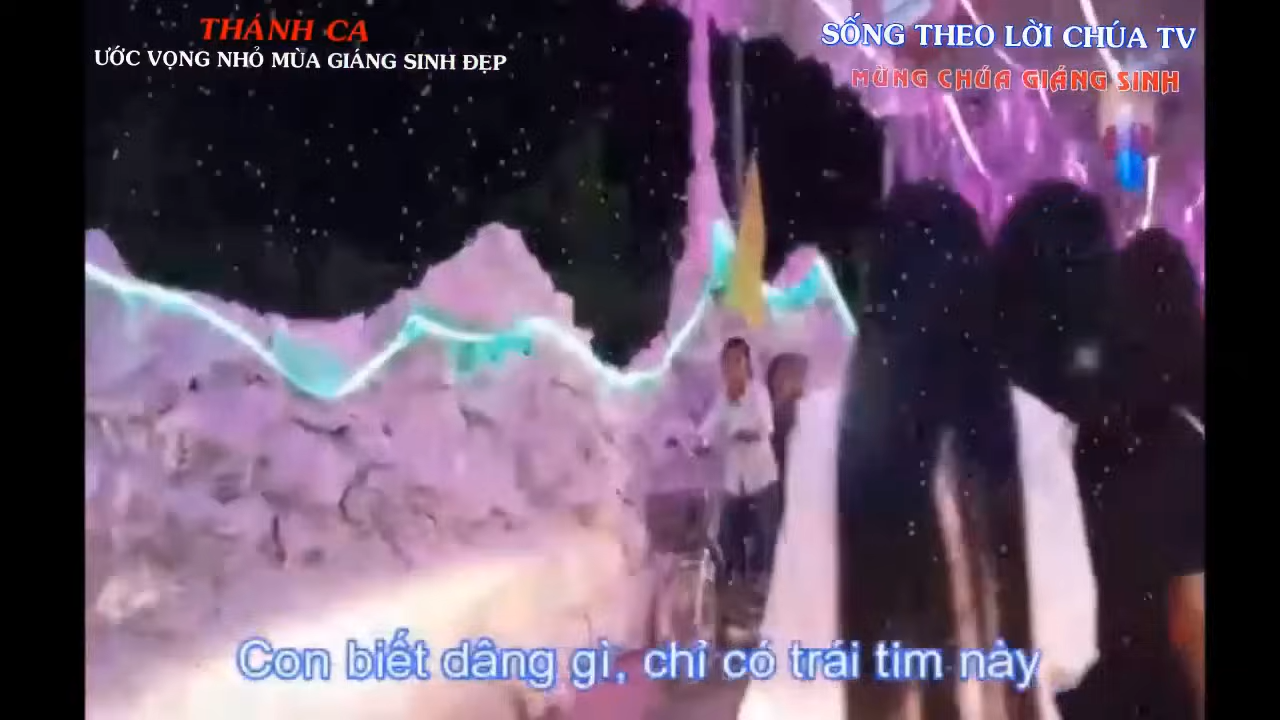 THÁNH CA
ƯỚC VỌNG NHỎ MÙA GIÁNG SINH ĐẸP
SỐNG THEO LỜI CHÚA TV
MỪNG CHÚA GIÁNG SINH
Con biết dâng gì, chỉ có trái tim này